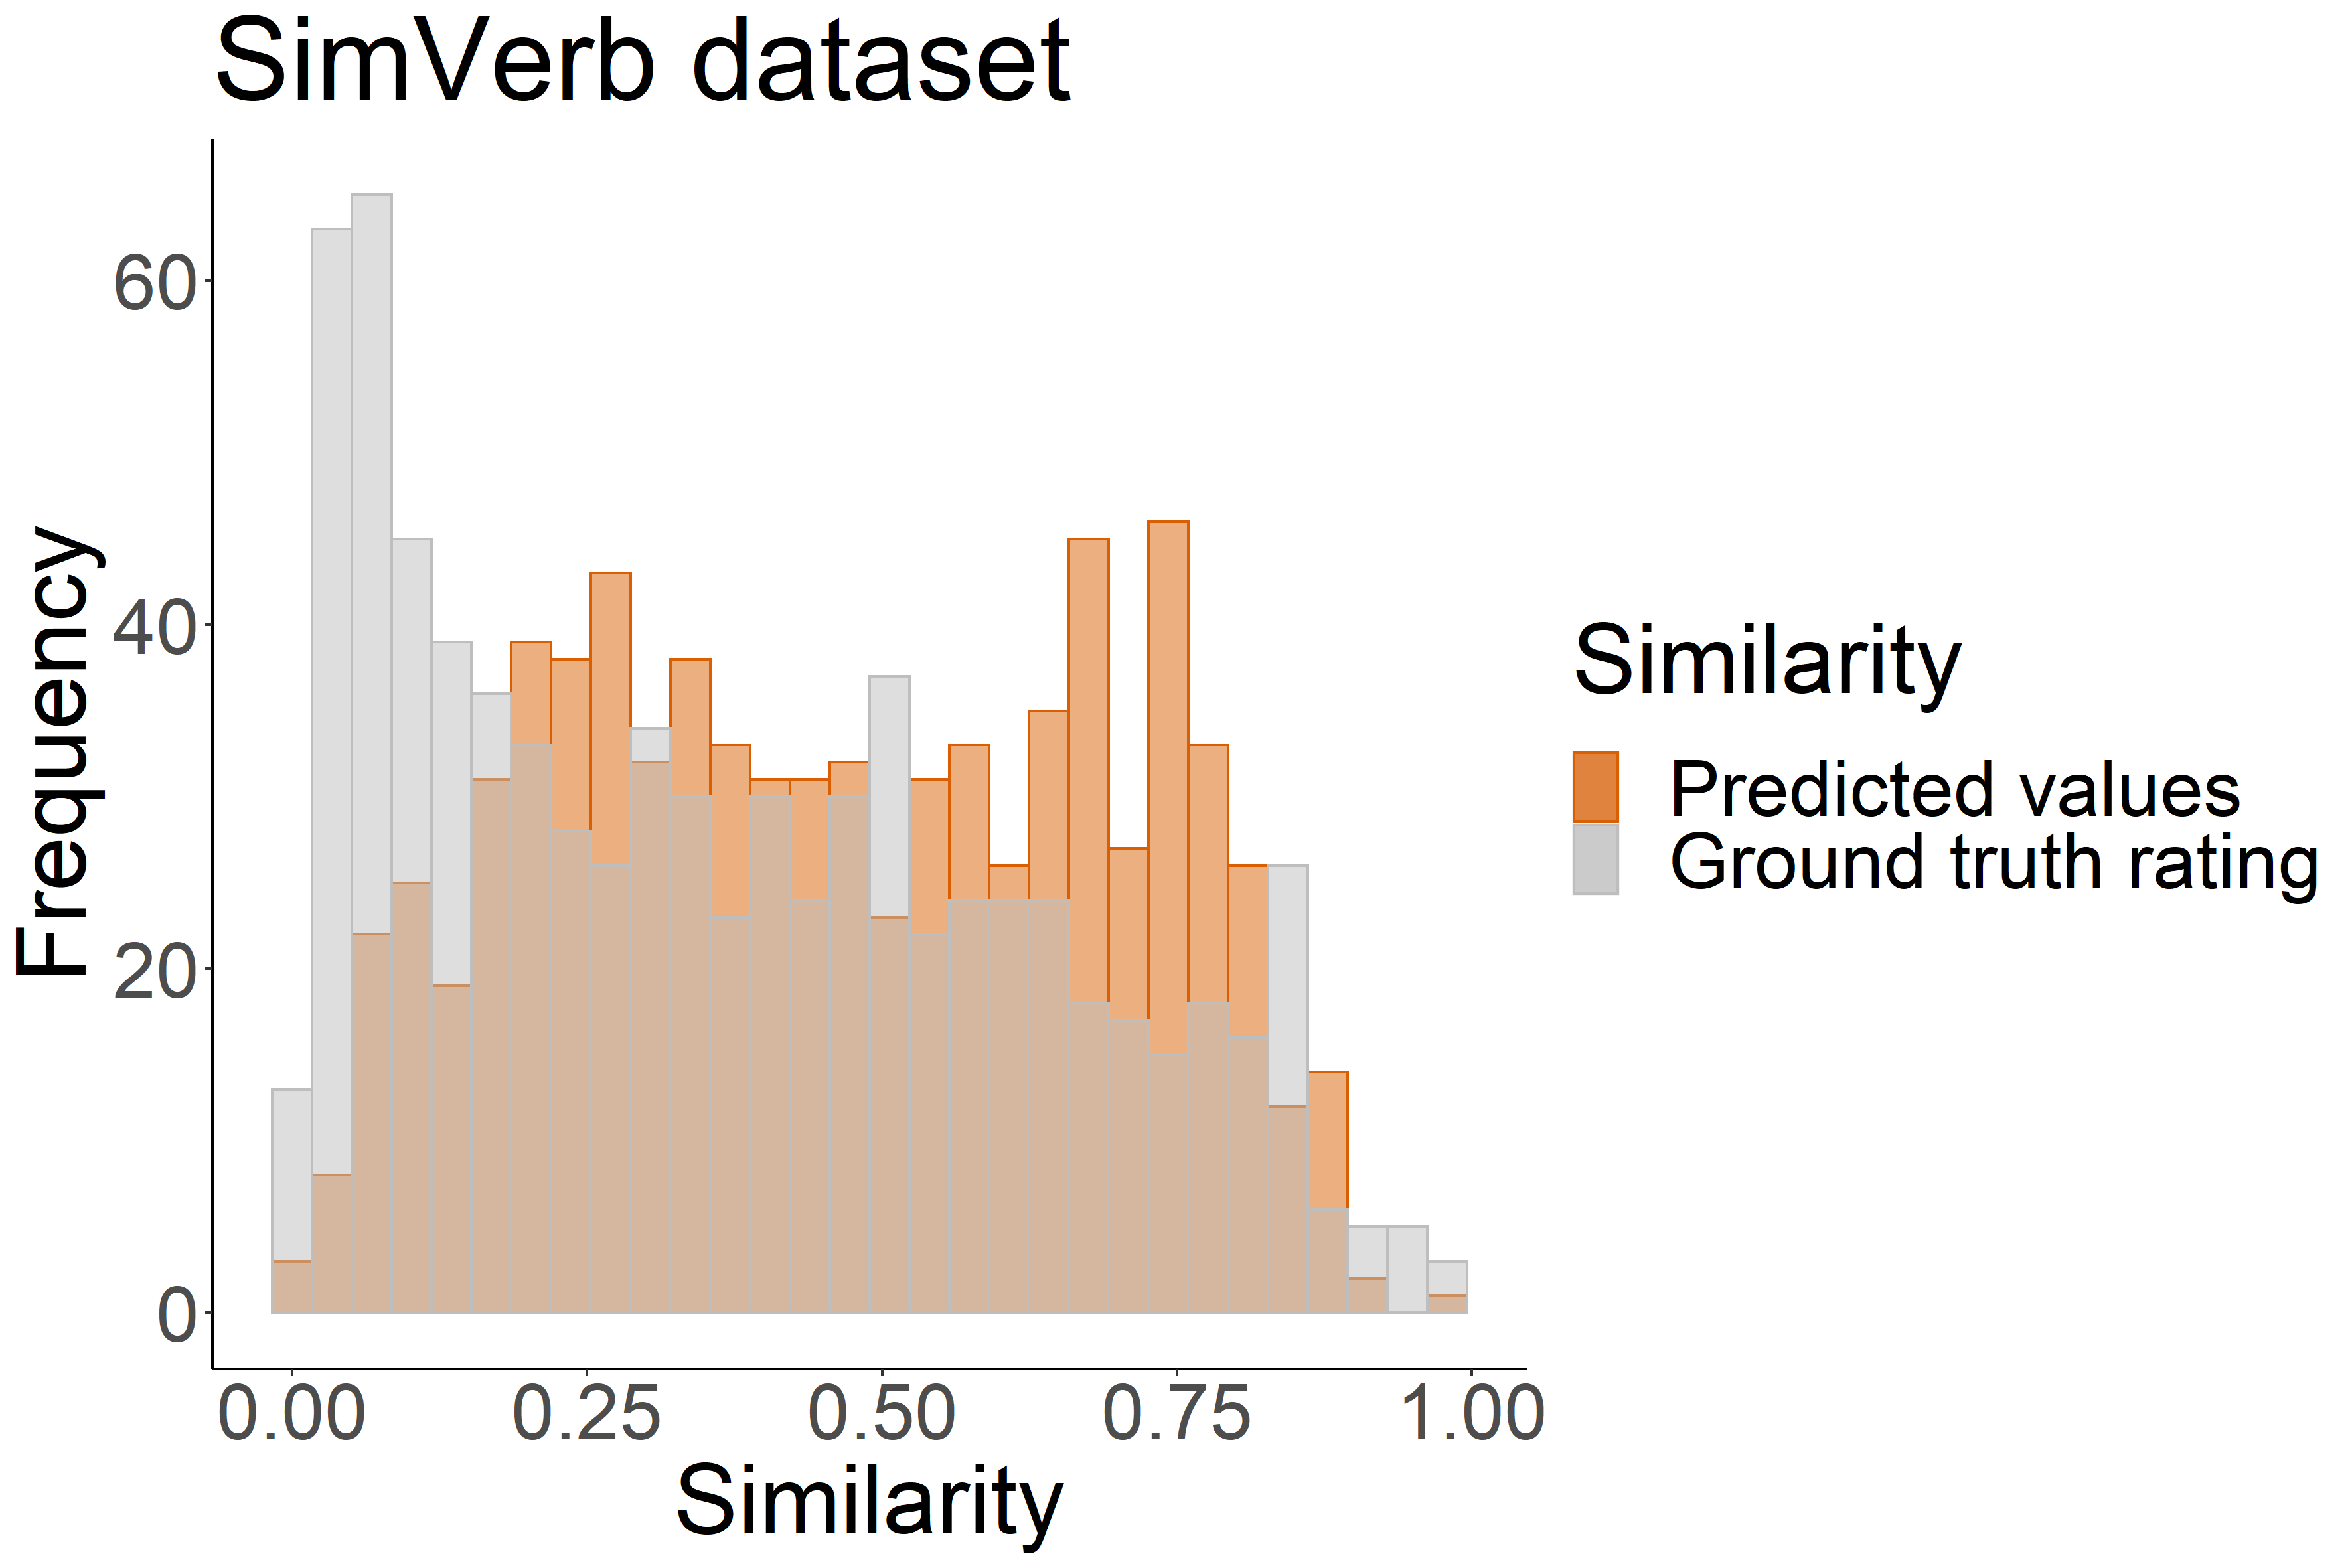 SimVerb dataset
Frequency
60
40
20
0
0.00 0.25 0.50 0.75 1.00
Similarity
Similarity
Predicted values
Ground truth rating